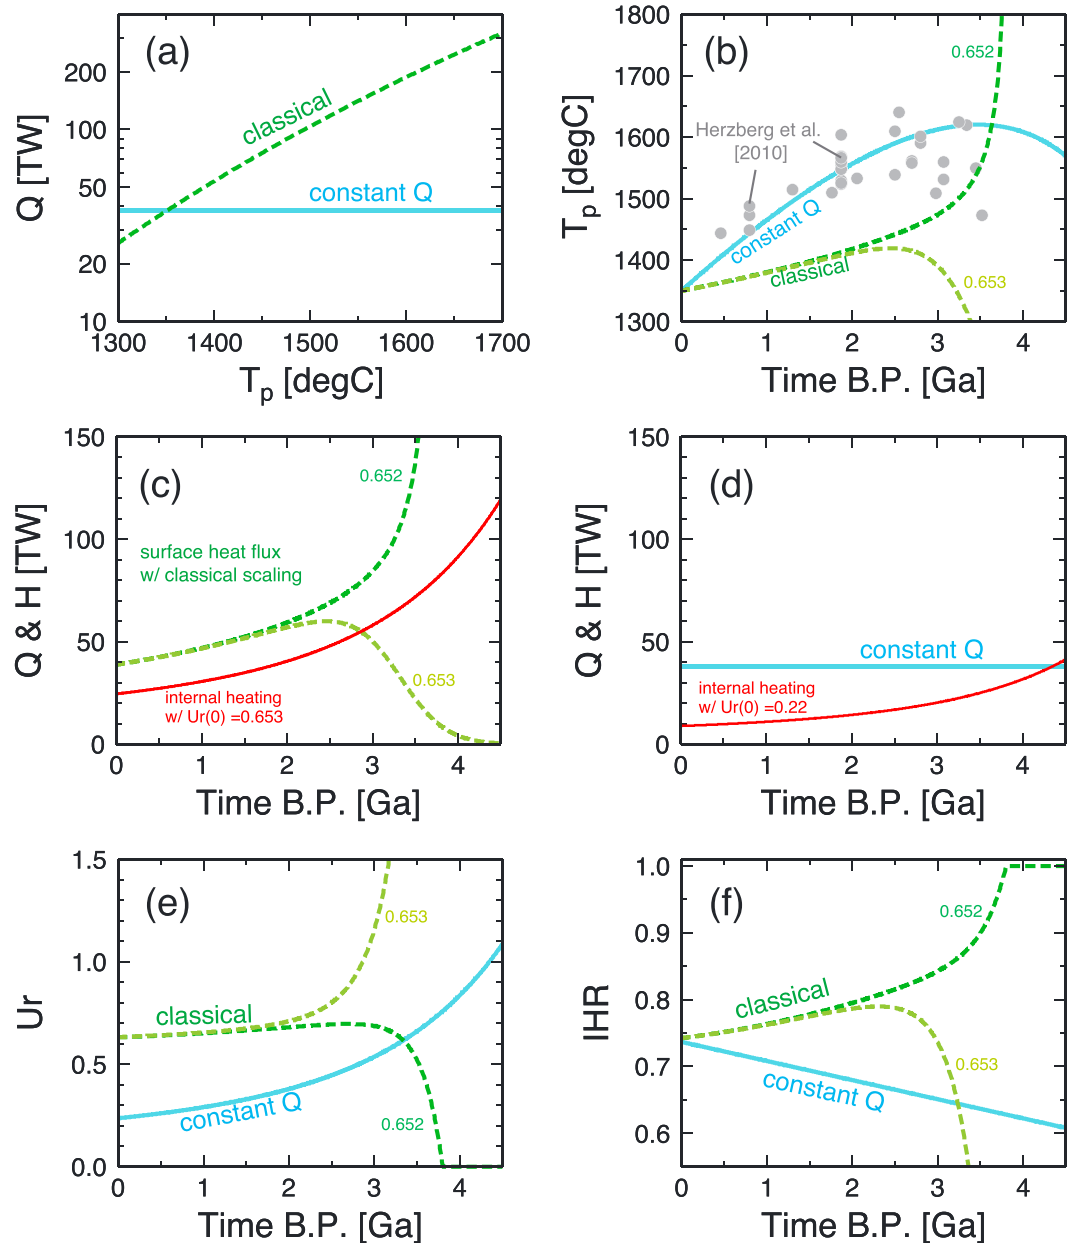 (a)
Q [TW]
200
100
50
20
10
classical
constant Q
1300
1400
1500
1600
1700
Tp [degC]
(b)
Tp [degC]
1800
1700
1600
1500
1400
1300
0.652
Herzberg et al.
[2010]
constant Q
classical
0.653
0
1
2
3
4
Time B.P. [Ga]
(c)
Q & H [TW]
150
100
50
0
0.652
surface heat flux
w/ classical scaling
0.653
internal heating
w/ Ur(0) =0.653
0
1
2
3
4
Time B.P. [Ga]
(d)
Q & H [TW]
150
100
50
0
constant Q
internal heating
w/ Ur(0) =0.22
0
1
2
3
4
Time B.P. [Ga]
(e)
Ur
1.5
1.0
0.5
0.0
0.653
classical
constant Q
0.652
0
1
2
3
4
Time B.P. [Ga]
(f)
IHR
1.0
0.9
0.8
0.7
0.6
0.652
classical
0.653
constant Q
0
1
2
3
4
Time B.P. [Ga]